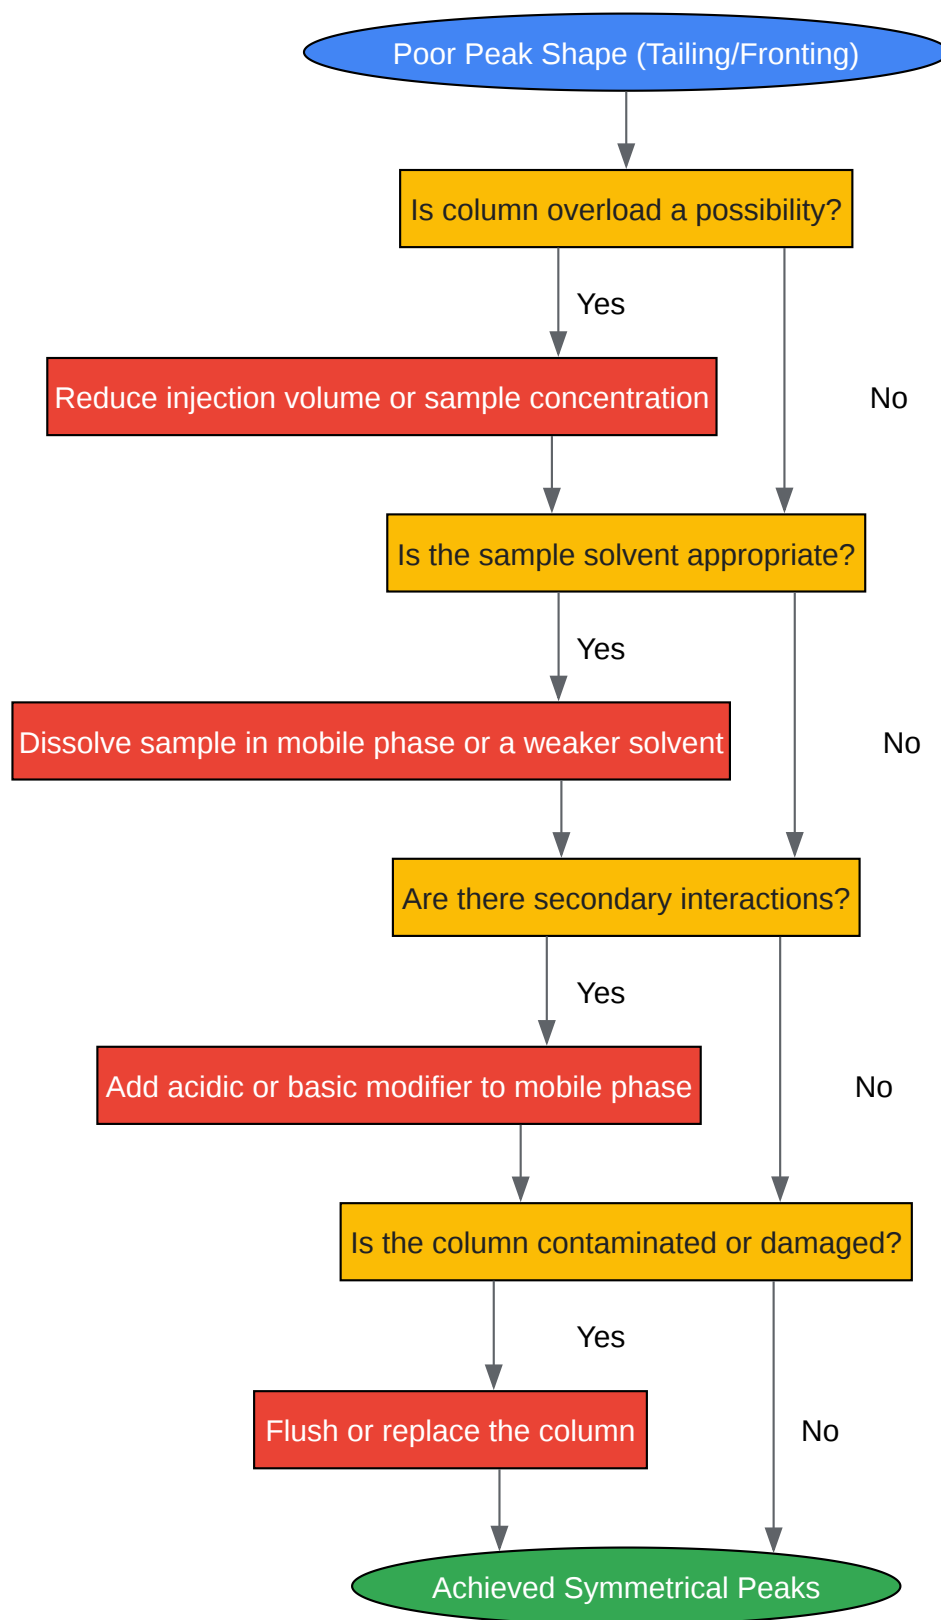 Poor Peak Shape (Tailing/Fronting)
Is column overload a possibility?
Yes
Reduce injection volume or sample concentration
No
Is the sample solvent appropriate?
Yes
Dissolve sample in mobile phase or a weaker solvent
No
Are there secondary interactions?
Yes
Add acidic or basic modifier to mobile phase
No
Is the column contaminated or damaged?
Yes
Flush or replace the column
No
Achieved Symmetrical Peaks